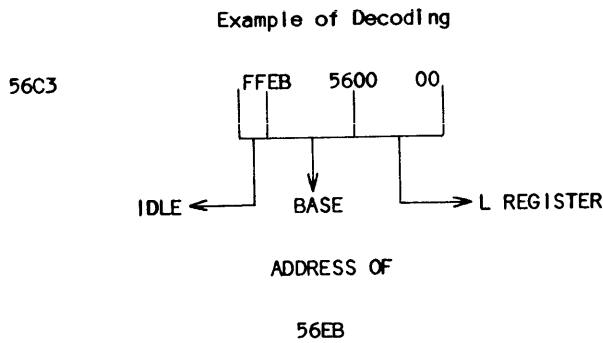 Example of Decoding
56C3 FFEB 5600 00
IDLE BASE L REGISTER
ADDRESS OF
56EB